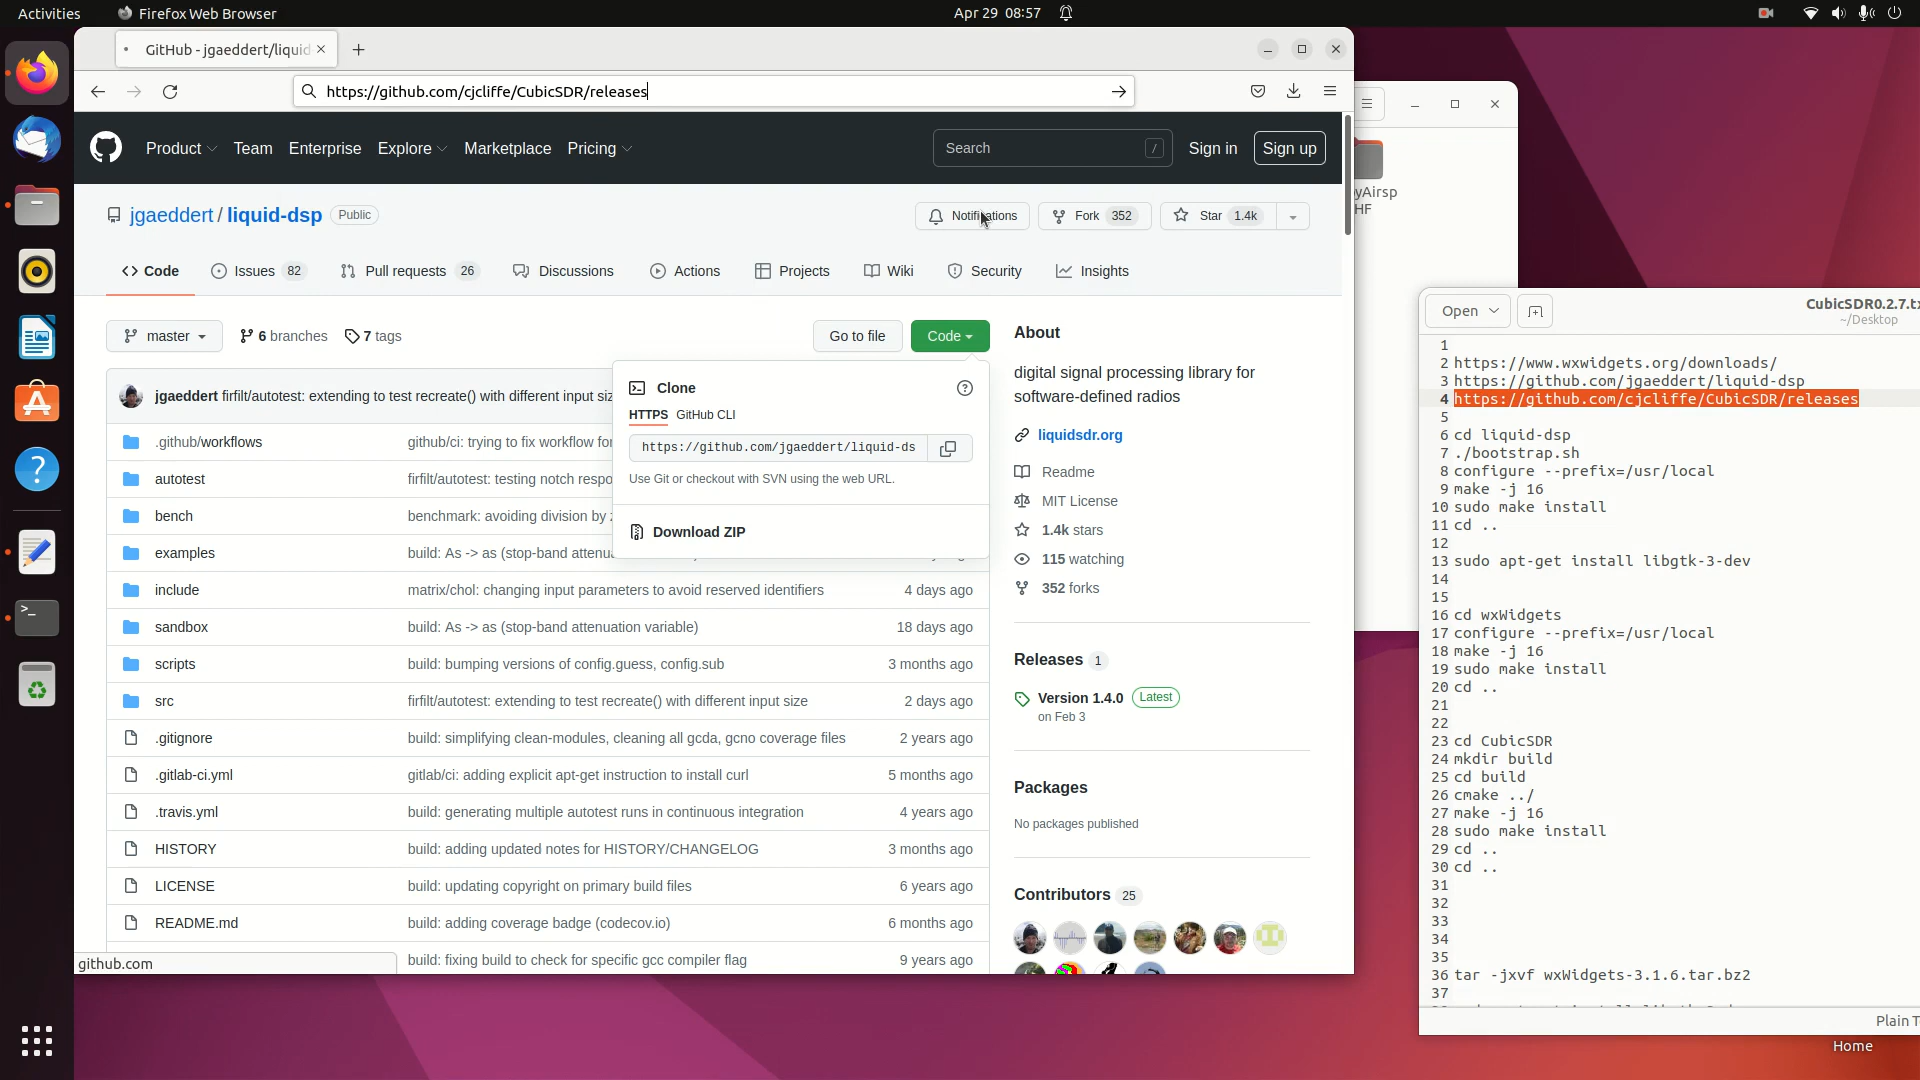 Activities
Firefox Web Browser
Apr 29 08:57
GitHub - jgaeddert/liquid
https://github.com/cjcliffe/CubicSDR/releases
Product
Team
Enterprise
Explore
Marketplace
Pricing
Search
/
Sign in
Sign up
jgaeddert / liquid-dsp
Public
Notifications
Fork 352
Star 1.4k
Code
Issues 82
Pull requests 26
Discussions
Actions
Projects
Wiki
Security
Insights
master
6 branches
7 tags
Go to file
Code
Clone
HTTPS GitHub CLI
https://github.com/jgaeddert/liquid-ds
Use Git or checkout with SVN using the web URL.
Download ZIP
jgaeddert firfilt/autotest: extending to test recreate() with different input siz
.github/workflows github/ci: trying to fix workflow for
autotest firfilt/autotest: testing notch respo
bench benchmark: avoiding division by
examples build: As -> as (stop-band attenu
include matrix/chol: changing input parameters to avoid reserved identifiers 4 days ago
sandbox build: As -> as (stop-band attenuation variable) 18 days ago
scripts build: bumping versions of config.guess, config.sub 3 months ago
src firfilt/autotest: extending to test recreate() with different input size 2 days ago
.gitignore build: simplifying clean-modules, cleaning all gcda, gcno coverage files 2 years ago
.gitlab-ci.yml gitlab/ci: adding explicit apt-get instruction to install curl 5 months ago
.travis.yml build: generating multiple autotest runs in continuous integration 4 years ago
HISTORY build: adding updated notes for HISTORY/CHANGELOG 3 months ago
LICENSE build: updating copyright on primary build files 6 years ago
README.md build: adding coverage badge (codecov.io) 6 months ago
build: fixing build to check for specific gcc compiler flag 9 years ago
github.com
About
digital signal processing library for
software-defined radios
liquidsdr.org
Readme
MIT License
1.4k stars
115 watching
352 forks
Releases 1
Version 1.4.0 Latest
on Feb 3
Packages
No packages published
Contributors 25
yAirsp
HF
Open
CubicSDR0.2.7.tx
~/Desktop
1
2 https://www.wxwidgets.org/downloads/
3 https://github.com/jgaeddert/liquid-dsp
4 https://github.com/cjcliffe/CubicSDR/releases
5
6 cd liquid-dsp
7 ./bootstrap.sh
8 configure --prefix=/usr/local
9 make -j 16
10 sudo make install
11 cd ..
12
13 sudo apt-get install libgtk-3-dev
14
15
16 cd wxWidgets
17 configure --prefix=/usr/local
18 make -j 16
19 sudo make install
20 cd ..
21
22
23 cd CubicSDR
24 mkdir build
25 cd build
26 cmake ../
27 make -j 16
28 sudo make install
29 cd ..
30 cd ..
31
32
33
34
35
36 tar -jxvf wxWidgets-3.1.6.tar.bz2
37
Plain T
Home